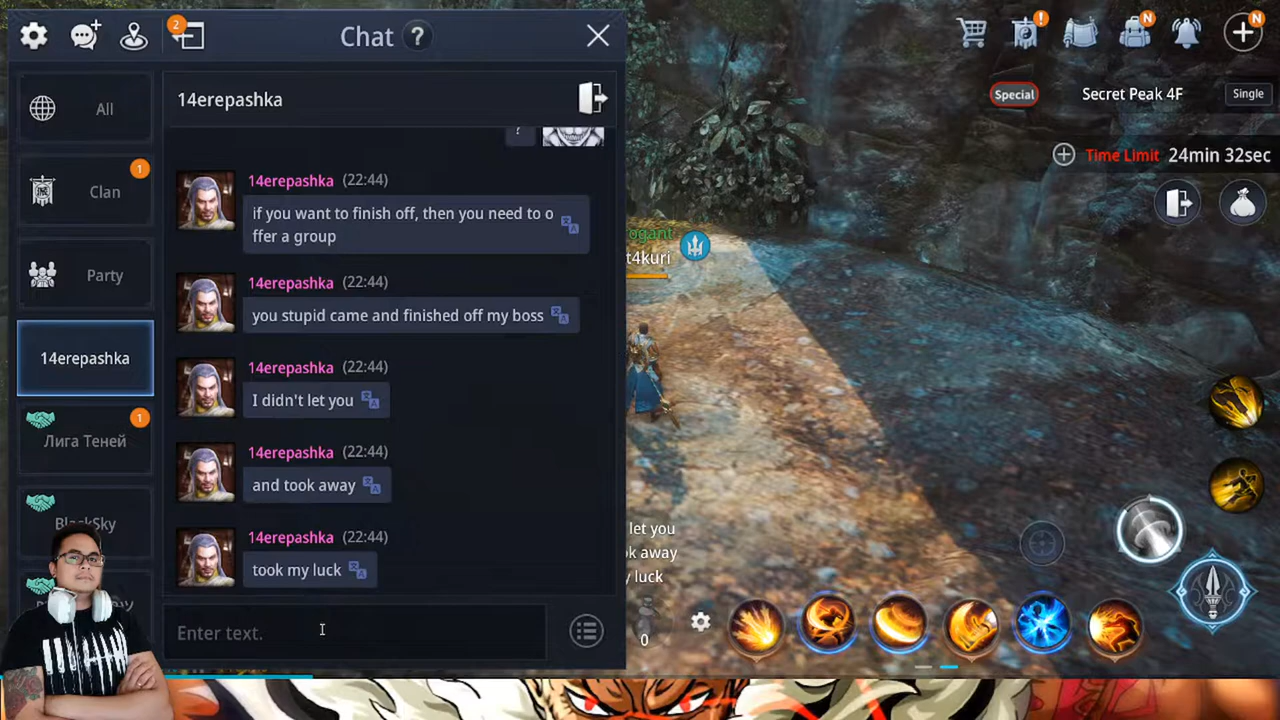 2
Chat ?
All
Clan
1
Party
14erepashka
Лига Теней
1
BlackSky
14erepashka
?
14erepashka (22:44)
if you want to finish off, then you need to o
ffer a group
14erepashka (22:44)
you stupid came and finished off my boss
14erepashka (22:44)
I didn't let you
14erepashka (22:44)
and took away
14erepashka (22:44)
took my luck
Enter text.
!
N
N
Special
Secret Peak 4F
Single
Time Limit 24min 32sec
ogant
t4kuri
let you
k away
luck
0